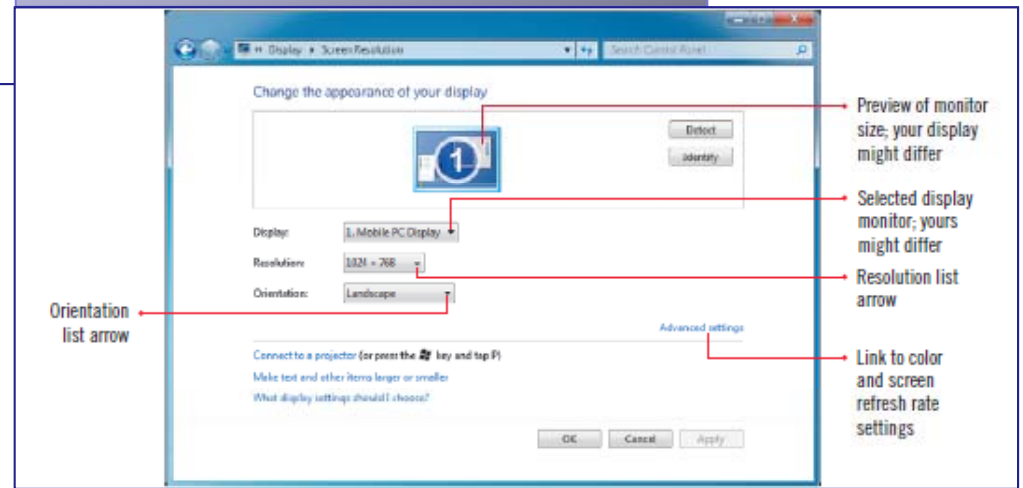 « Display ▸ Screen Resolution
Search Control Panel
Change the appearance of your display
1
Detect
Identify
Display: 1. Mobile PC Display
Resolution: 1024 × 768
Orientation: Landscape
Advanced settings
Connect to a projector (or press the key and tap P)
Make text and other items larger or smaller
What display settings should I choose?
OK Cancel Apply
Orientation
list arrow
Preview of monitor
size; your display
might differ
Selected display
monitor; yours
might differ
Resolution list
arrow
Link to color
and screen
refresh rate
settings